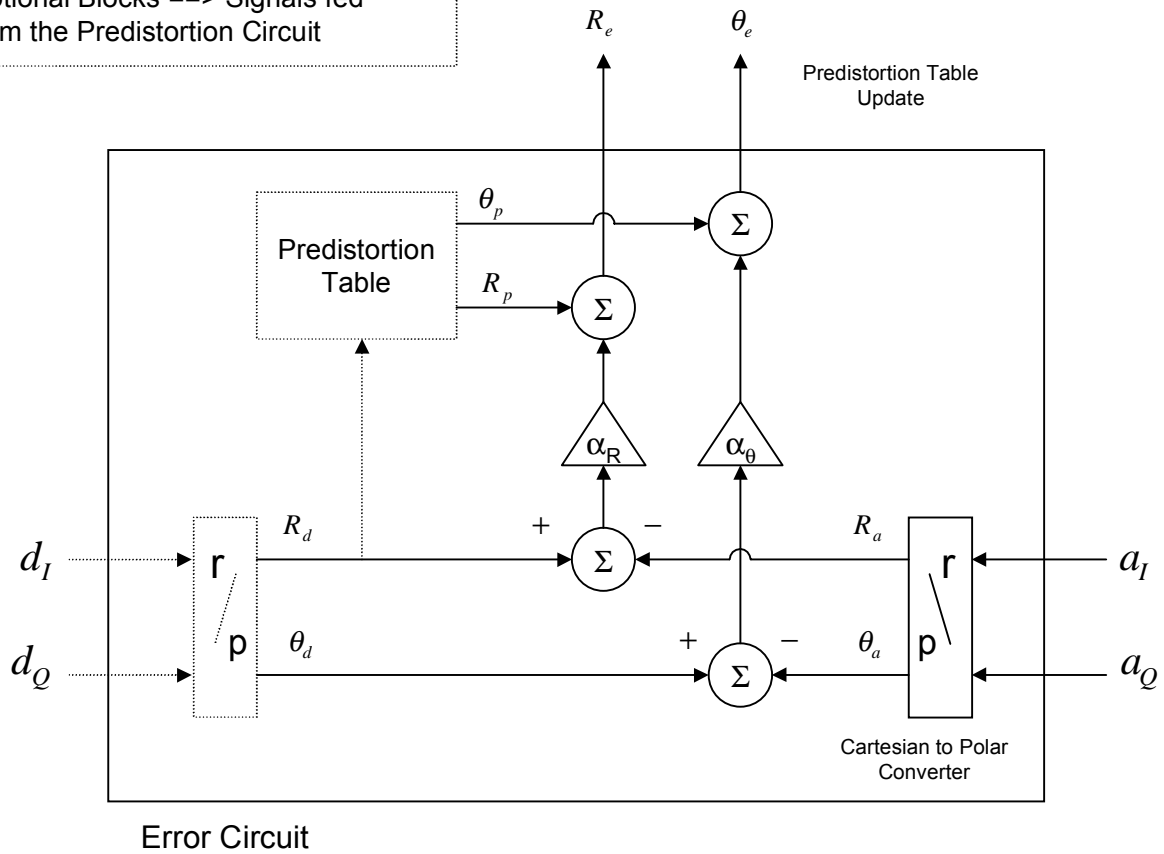 Blocks ==> Signals fed
the Predistortion Circuit
R_e
θ_e
Predistortion Table
Update
θ_p
Σ
Predistortion
Table
R_p
Σ
α_R
α_θ
R_d
+
−
R_a
d_I
r
Σ
r
a_I
d_Q
p
θ_d
+
−
θ_a
p
a_Q
Σ
Cartesian to Polar
Converter
Error Circuit